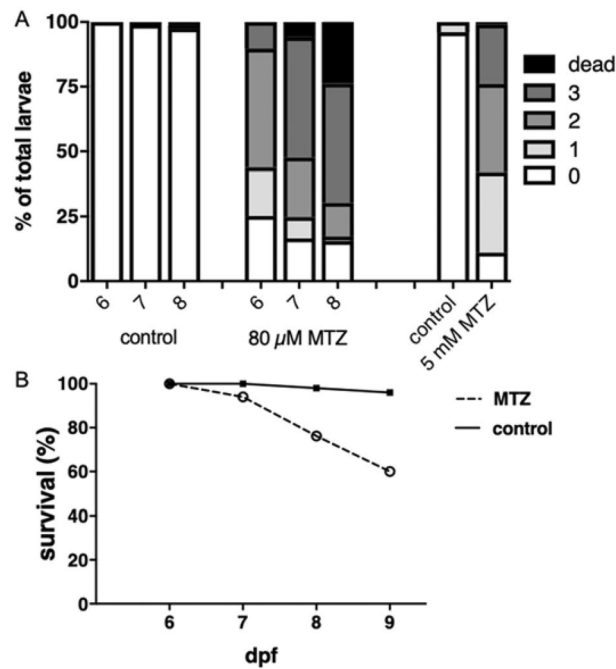 A
% of total larvae
100
75
50
25
0
6 7 8
control
6 7 8
80 µM MTZ
control
5 mM MTZ
dead
3
2
1
0
B
survival (%)
100
80
60
40
20
0
6 7 8 9
dpf
MTZ
control